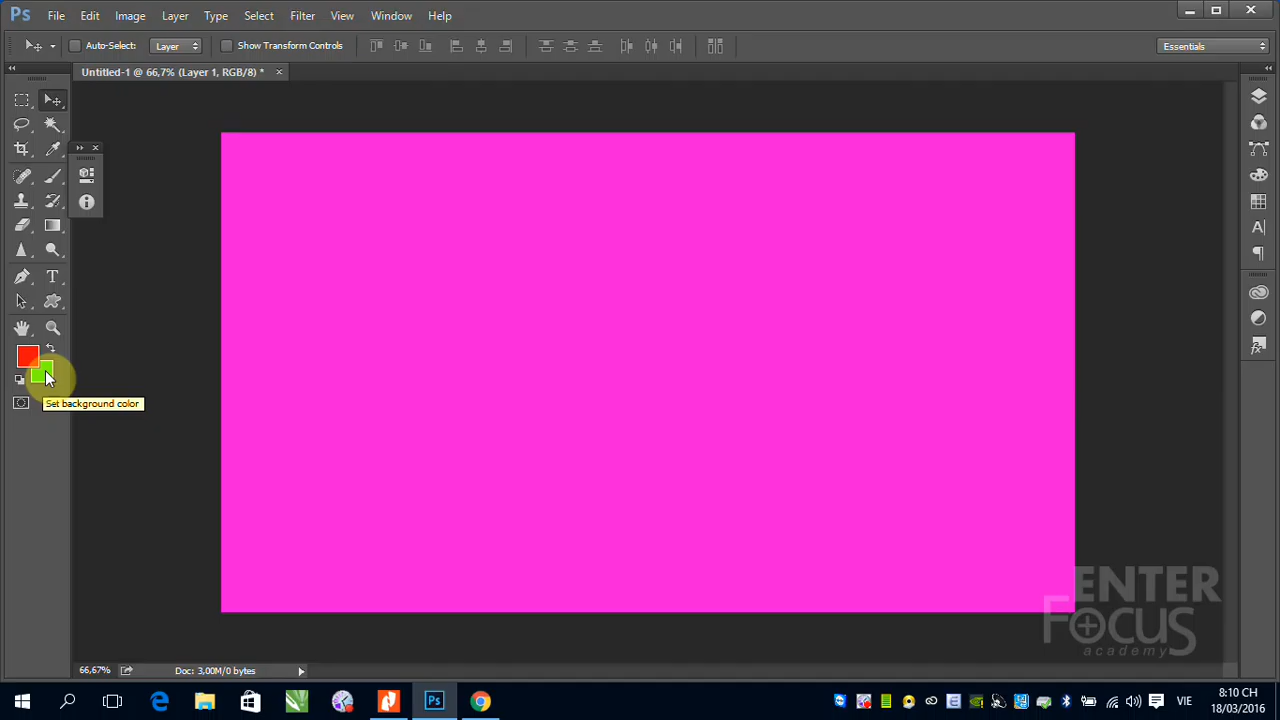 Ps File Edit Image Layer Type Select Filter View Window Help
Auto-Select: Layer Show Transform Controls Essentials
Untitled-1 @ 66,7% (Layer 1, RGB/8) *
Set background color
ENTER
FOCUS
academy
66,67% Doc: 3,00M/0 bytes
Ps VIE 8:10 CH
18/03/2016